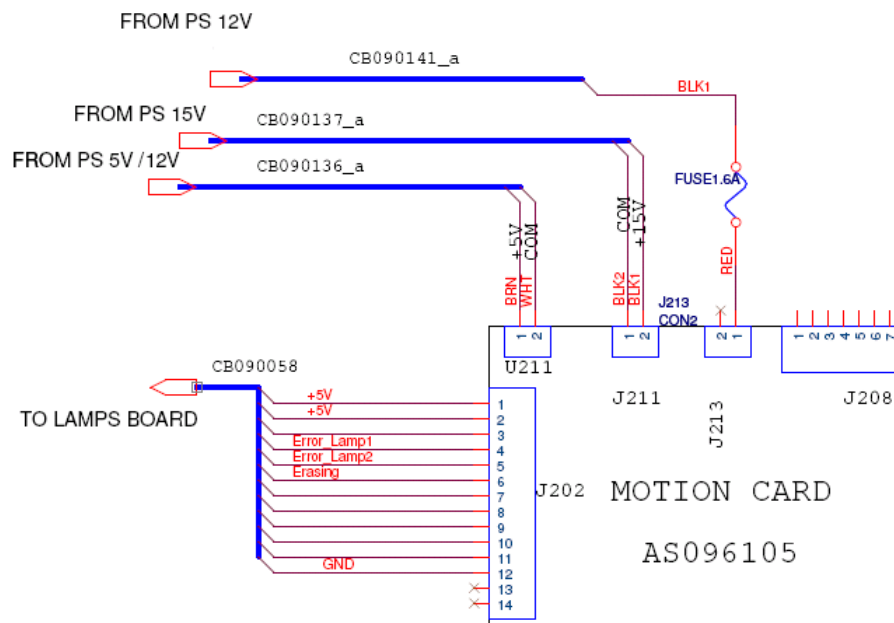 FROM PS 12V
CB090141_a
BLK1
FROM PS 15V
CB090137_a
FROM PS 5V /12V
CB090136_a
FUSE1.6A
+5V
COM
COM
+15V
RED
BRN
WHT
BLK2
BLK1
J213
CON2
1 2
1 2
2 1
1 2 3 4 5 6 7
U211
J211
J213
J208
CB090058
TO LAMPS BOARD
+5V 1
+5V 2
3
Error_Lamp1 4
Error_Lamp2 5
Erasing 6
7
8
9
10
11
GND 12
13
14
J202
MOTION CARD
AS096105